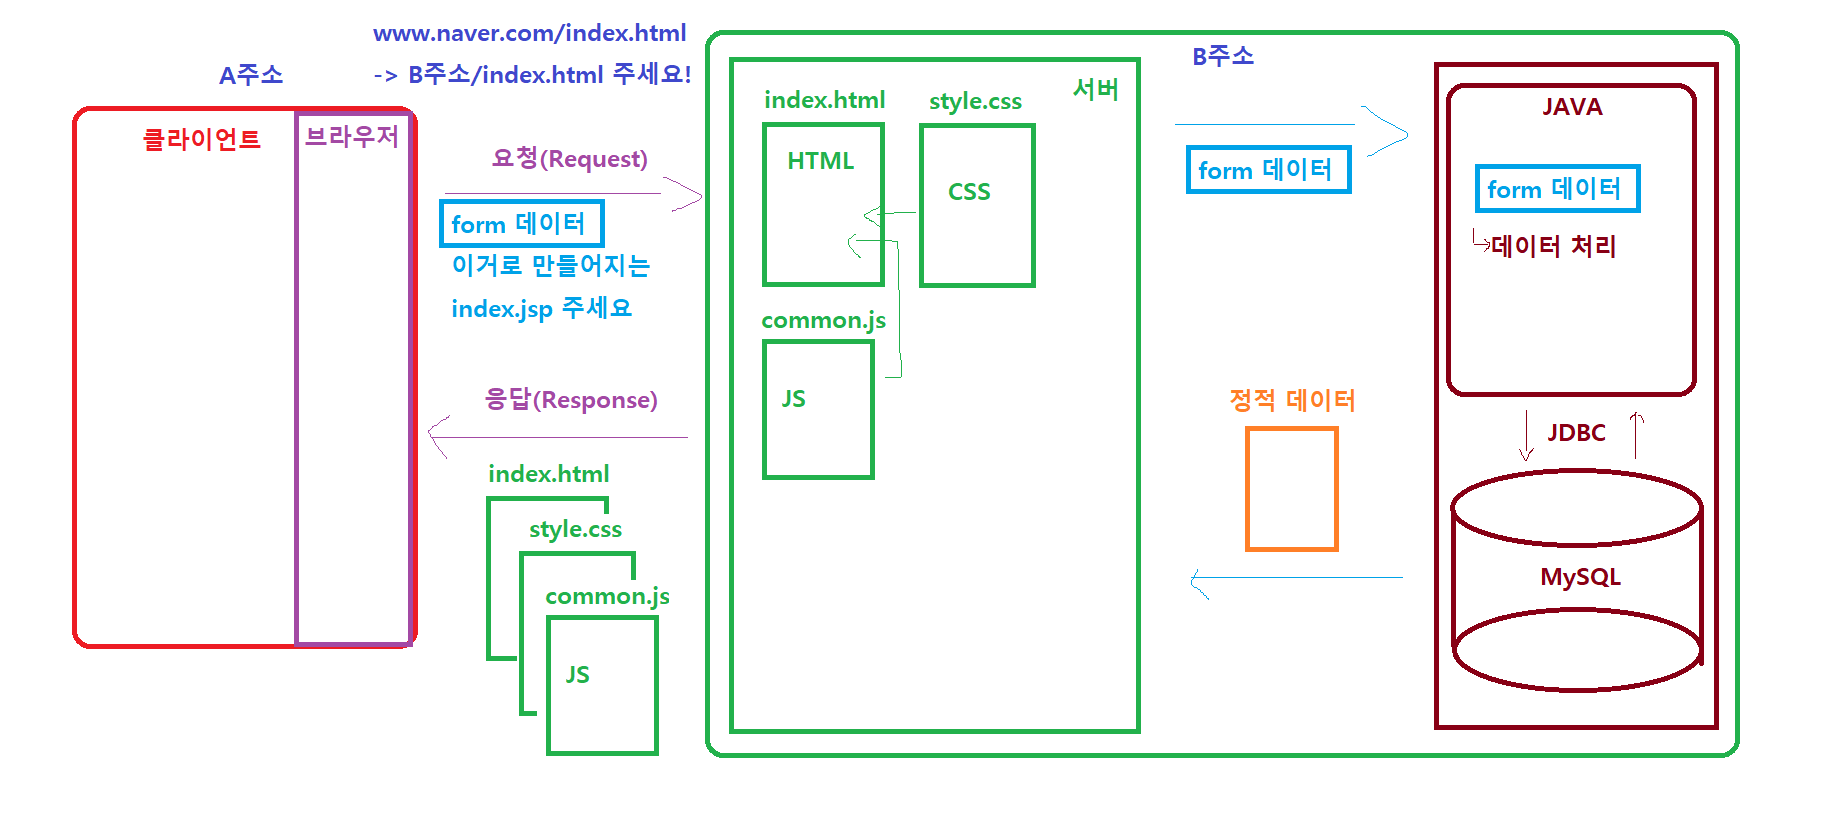 www.naver.com/index.html
A주소
-> B주소/index.html 주세요!
클라이언트
브라우저
요청(Request)
form 데이터
이거로 만들어지는
index.jsp 주세요
응답(Response)
index.html
style.css
common.js
JS
서버
index.html
HTML
style.css
CSS
common.js
JS
B주소
form 데이터
정적 데이터
JAVA
form 데이터
데이터 처리
JDBC
MySQL